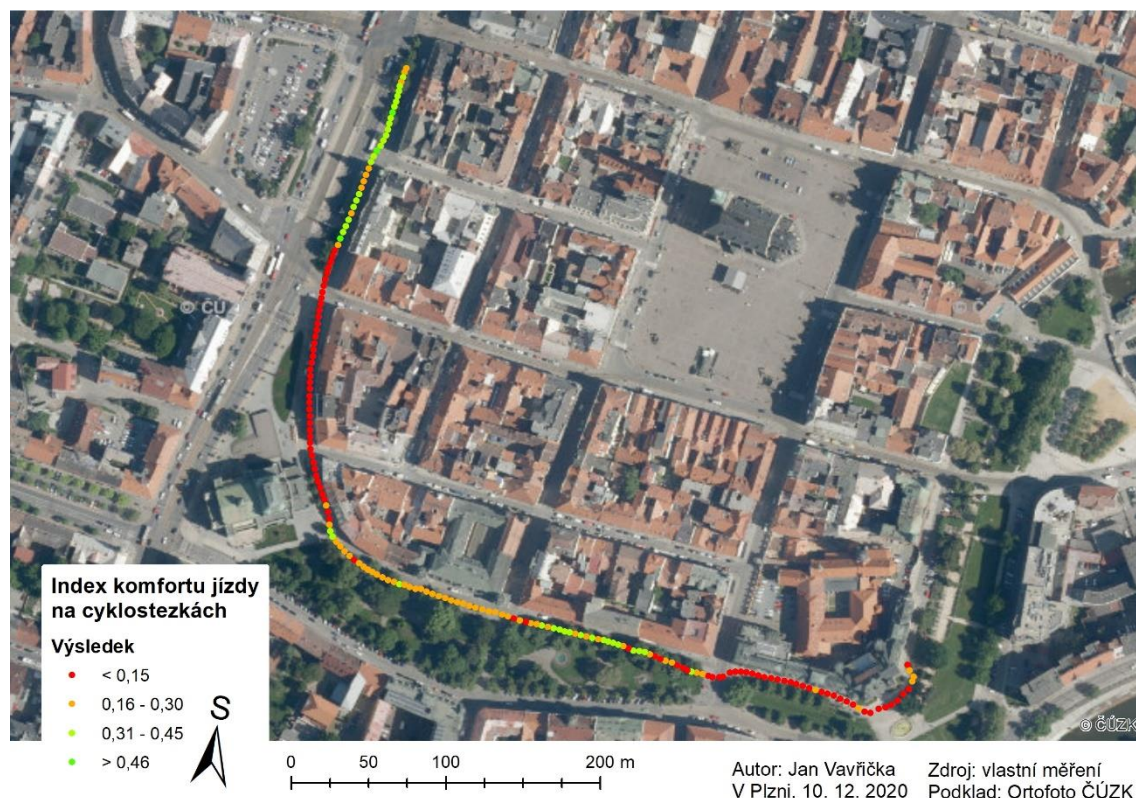 © ČÚ
Index komfortu jízdy
na cyklostezkách
Výsledek
< 0,15
0,16 - 0,30
0,31 - 0,45
> 0,46
S
0 50 100 200 m
Autor: Jan Vavřička
V Plzni, 10. 12. 2020
Zdroj: vlastní měření
Podklad: Ortofoto ČÚZK
© ČÚZK